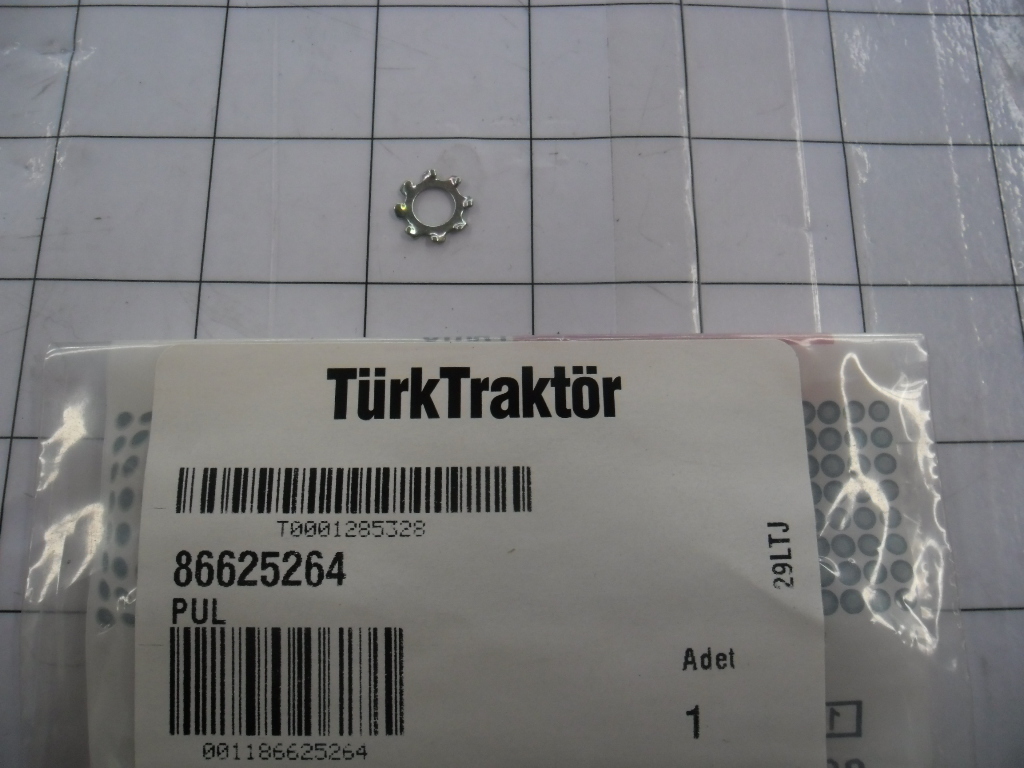 TürkTraktör
T0001285328
86625264
PUL
29LTJ
Adet
1
001186625264